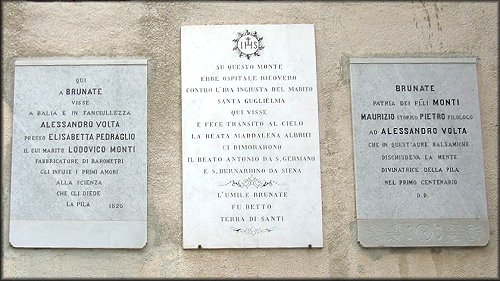 QUI
A BRUNATE
VISSE
A BALIA E IN FANCIULLEZZA
ALESSANDRO VOLTA
PRESSO ELISABETTA PEDRAGLIO
IL CUI MARITO LODOVICO MONTI
FABBRICATORE DI BAROMETRI
GLI INFUSE I PRIMI AMORI
ALLA SCIENZA
CHE GLI DIEDE
LA PILA 1826
IHS
SU QUESTO MONTE
EBBE OSPITALE RICOVERO
CONTRO L'IRA INGIUSTA DEL MARITO
SANTA GUGLIELMA
QUI VISSE
E FECE TRANSITO AL CIELO
LA BEATA MADDALENA ALBRICI
CI DIMORARONO
IL BEATO ANTONIO DA S. GERMANO
E S. BERNARDINO DA SIENA
L'UMILE BRUNATE
FU DETTO
TERRA DI SANTI
BRUNATE
PATRIA DEI FLLI MONTI
MAURIZIO STORICO PIETRO FILOLOGO
AD ALESSANDRO VOLTA
CHE IN QUEST'AURE BALSAMICHE
DISCHIUDEVA LA MENTE
DIVINATRICE DELLA PILA
NEL PRIMO CENTENARIO
D. D.